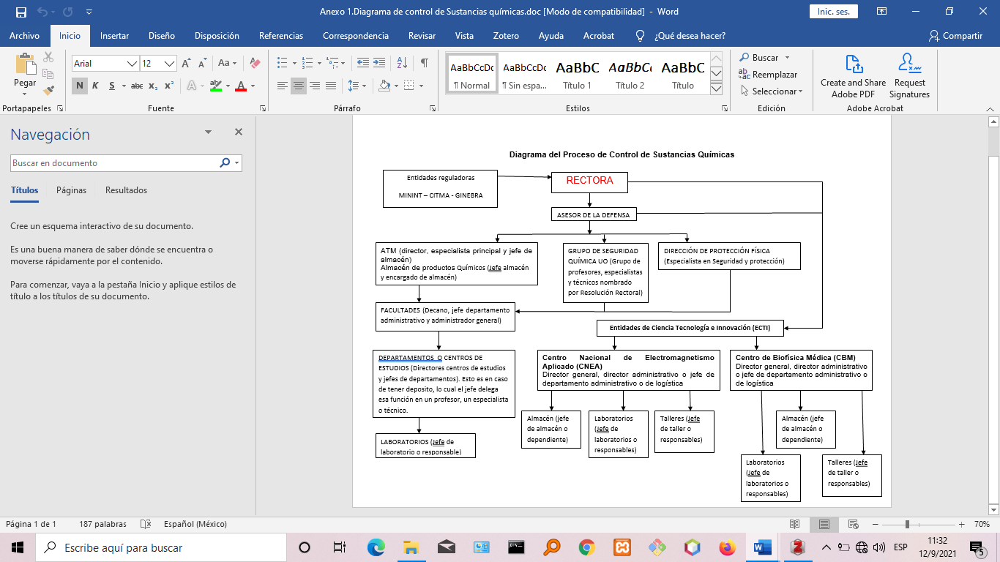 Anexo 1.Diagrama de control de Sustancias químicas.doc [Modo de compatibilidad] - Word
Inic. ses.
Archivo Inicio Insertar Diseño Disposición Referencias Correspondencia Revisar Vista Zotero Ayuda Acrobat ¿Qué desea hacer? Compartir
Pegar
Portapapeles
Arial 12
N K S abc x₂ x²
Aa
Fuente
Párrafo
AaBbCcDc AaBbCcDc AaBbC AaBbCc AaBbC
¶ Normal ¶ Sin espa... Título 1 Título 2 Título
Estilos
Buscar
Reemplazar
Seleccionar
Edición
Create and Share
Adobe PDF
Request
Signatures
Adobe Acrobat
Navegación
Buscar en documento
Títulos Páginas Resultados
Cree un esquema interactivo de su documento.
Es una buena manera de saber dónde se encuentra o
moverse rápidamente por el contenido.
Para comenzar, vaya a la pestaña Inicio y aplique estilos de
título a los títulos de su documento.
Diagrama del Proceso de Control de Sustancias Químicas
Entidades reguladoras
MININT – CITMA - GINEBRA
RECTORA
ASESOR DE LA DEFENSA
ATM (director, especialista principal y jefe de
almacén)
Almacén de productos Químicos (Jefe almacén
y encargado de almacén)
GRUPO DE SEGURIDAD
QUÍMICA UO (Grupo de
profesores, especialistas
y técnicos nombrado
por Resolución Rectoral)
DIRECCIÓN DE PROTECCIÓN FÍSICA
(Especialista en Seguridad y protección)
FACULTADES (Decano, jefe departamento
administrativo y administrador general)
Entidades de Ciencia Tecnología e Innovación (ECTI)
DEPARTAMENTOS O CENTROS DE
ESTUDIOS (Directores centros de estudios
y jefes de departamentos). Esto es en caso
de tener deposito, lo cual el jefe delega
esa función en un profesor, un especialista
o técnico.
Centro Nacional de Electromagnetismo
Aplicado (CNEA)
Director general, director administrativo o jefe de
departamento administrativo o de logística
Centro de Biofísica Médica (CBM)
Director general, director administrativo
o jefe de departamento administrativo o
de logística
LABORATORIOS (Jefe de
laboratorio o responsable)
Almacén (jefe
de almacén o
dependiente)
Laboratorios
(Jefe de
laboratorios o
responsables)
Talleres (Jefe
de taller o
responsables)
Almacén (jefe
de almacén o
dependiente)
Laboratorios
(Jefe de
laboratorios o
responsables)
Talleres (Jefe
de taller o
responsables)
Página 1 de 1 187 palabras Español (México) 70%
Escribe aquí para buscar
ESP
11:32
12/9/2021
5